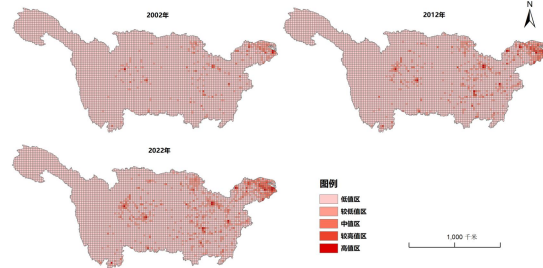 2002年
2012年
N
2022年
图例
低值区
较低值区
中值区
较高值区
高值区
1,000 千米